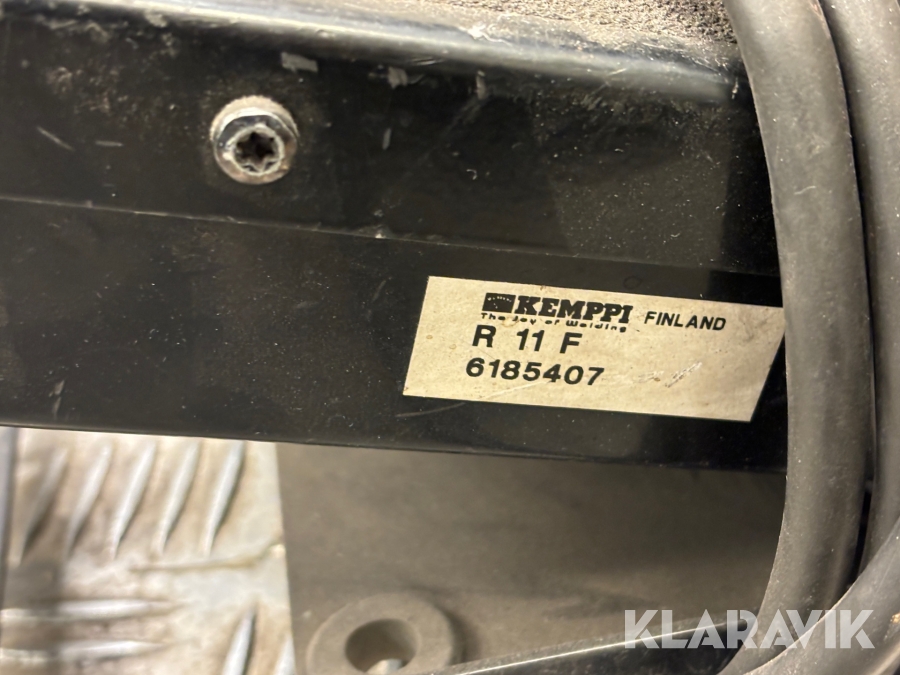 KEMPPI FINLAND
The Joy of Welding
R 11 F
6185407
KLARAVIK